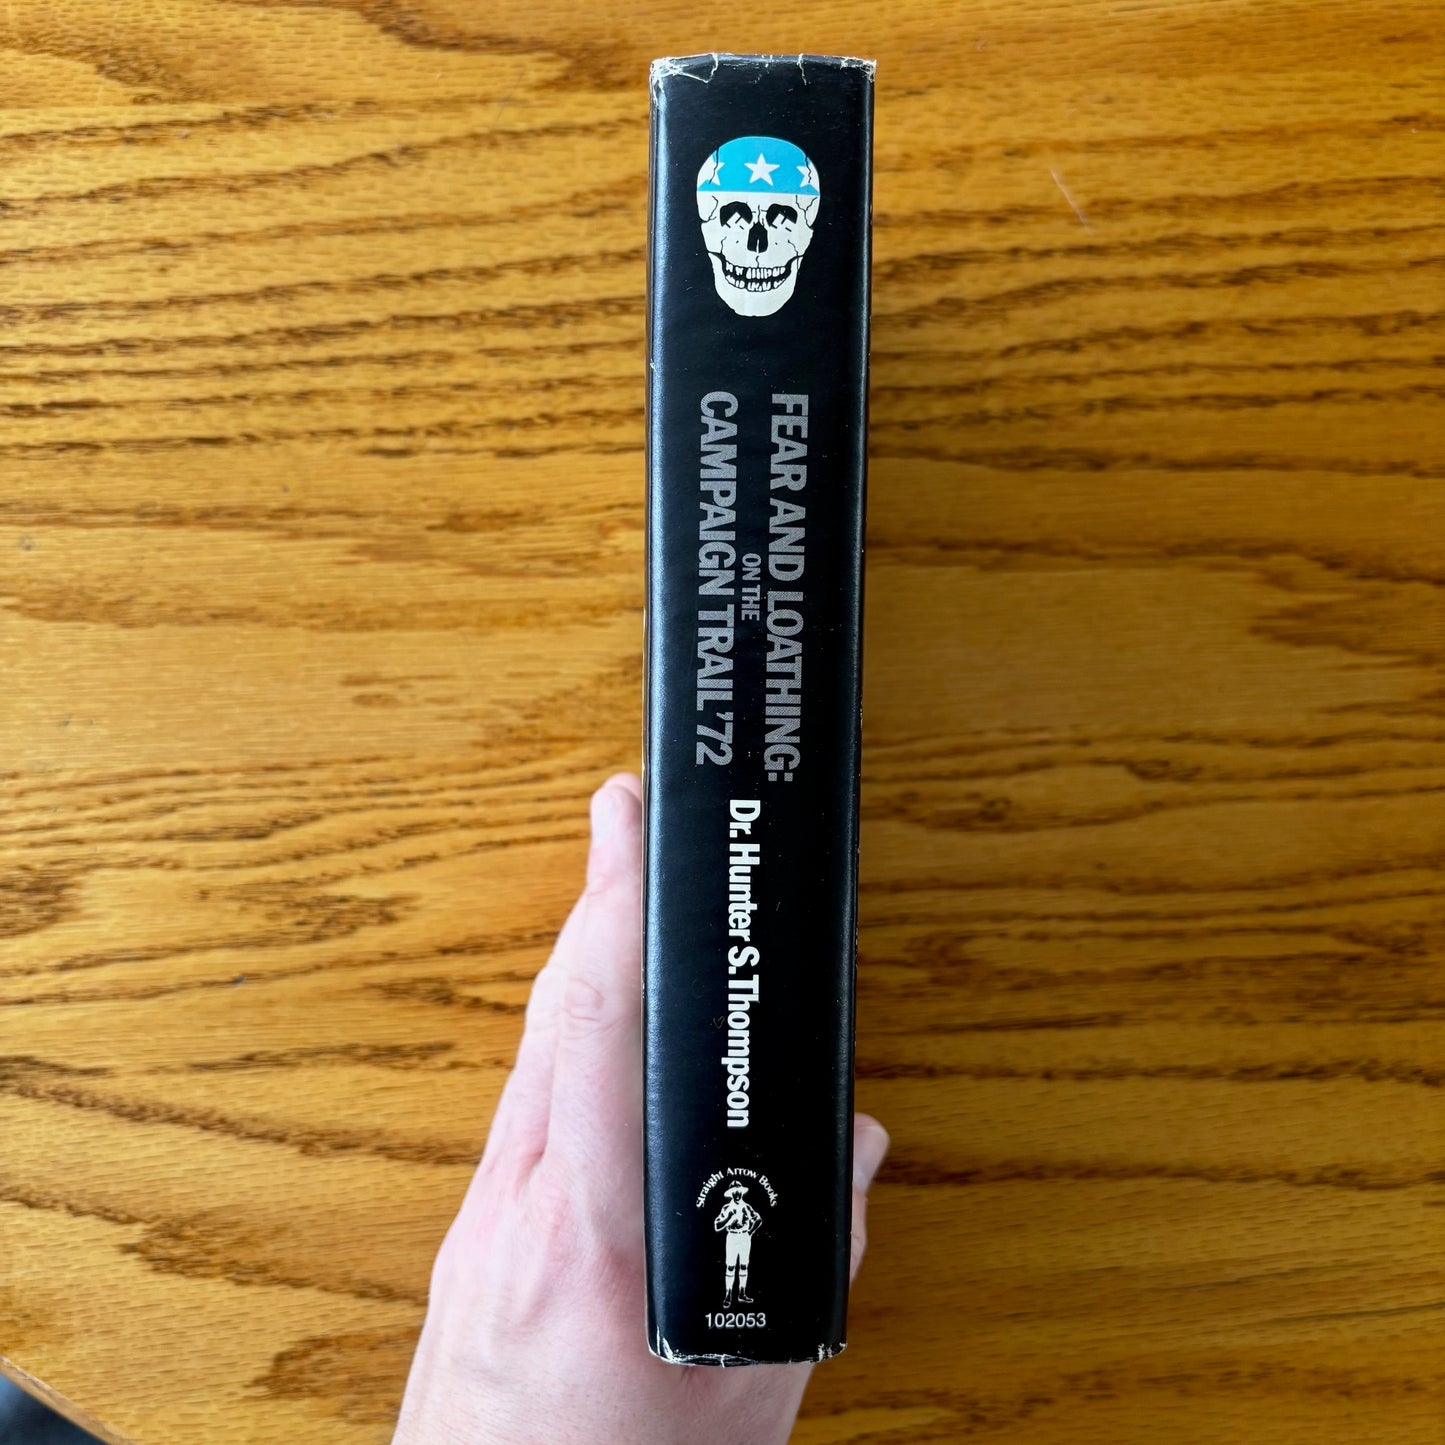 FEAR AND LOATHING:
ON THE
CAMPAIGN TRAIL '72
Dr. Hunter S. Thompson
Straight Arrow Books
102053